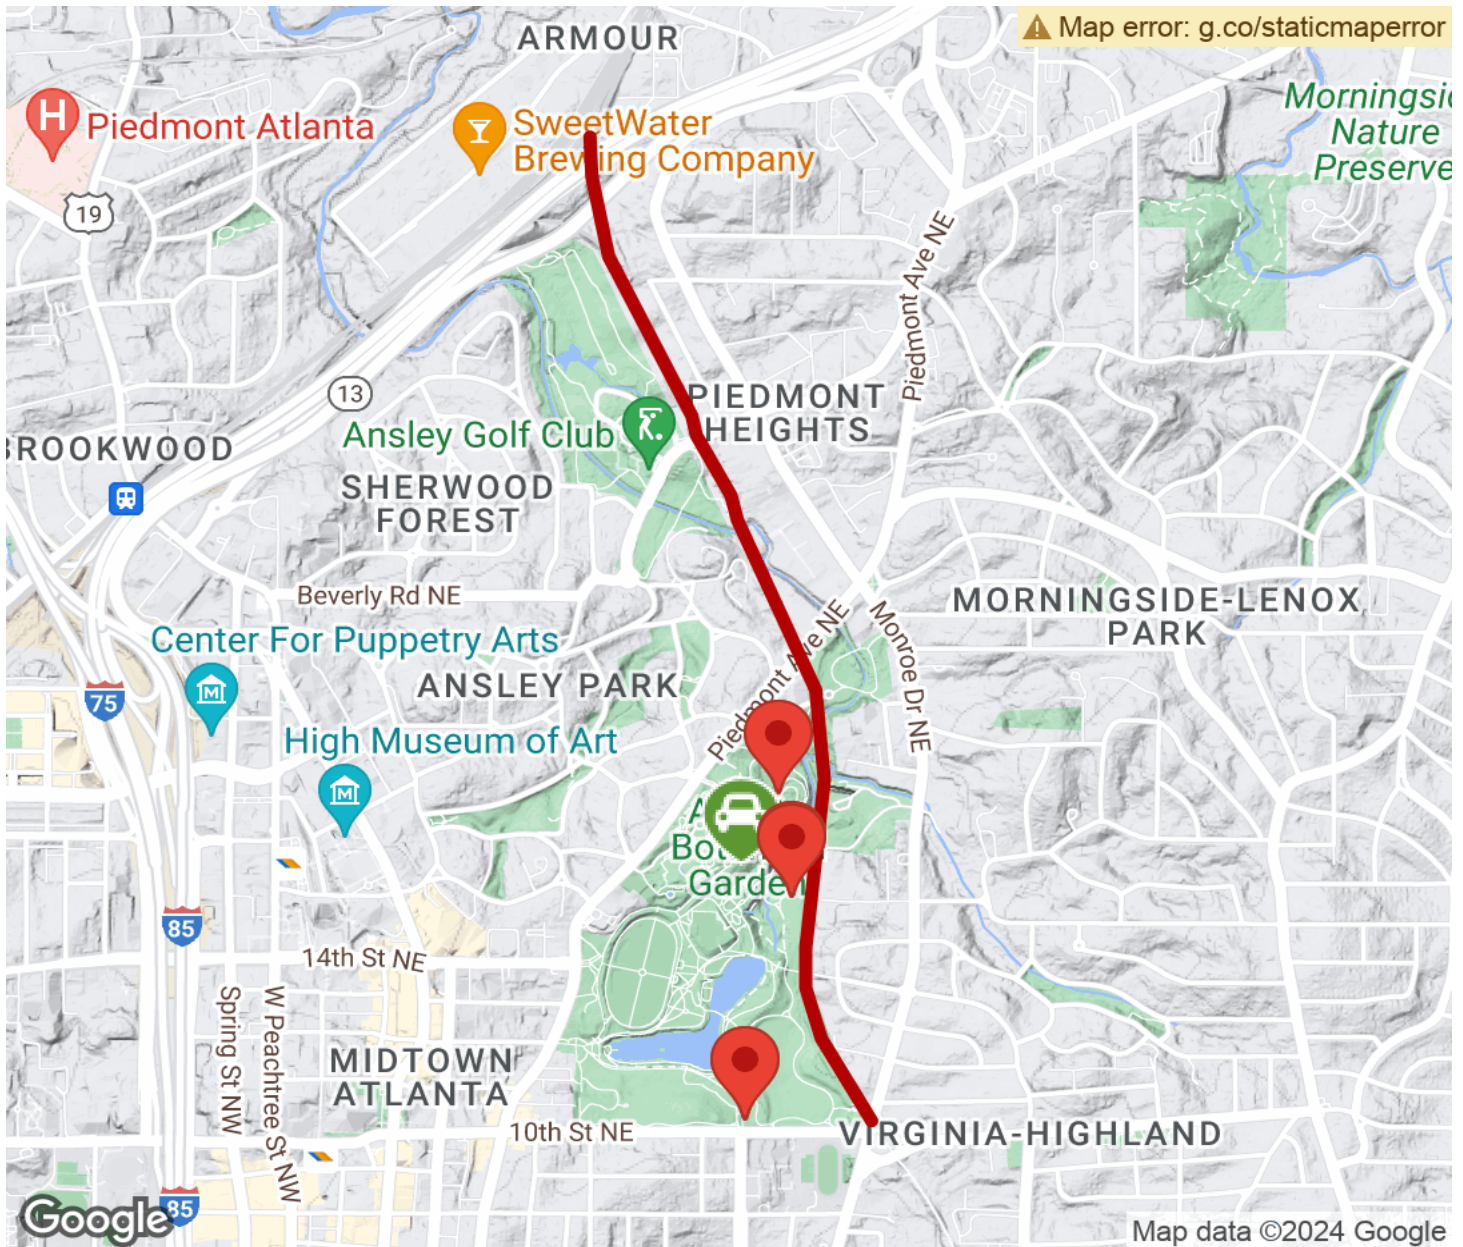 ARMOUR
Map error: g.co/staticmaperror
H
Piedmont Atlanta
SweetWater
Brewing Company
Morningsi
Nature
Preserve
19
Piedmont Ave NE
13
PIEDMONT
HEIGHTS
Ansley Golf Club
BROOKWOOD
SHERWOOD
FOREST
Beverly Rd NE
MORNINGSIDE-LENOX
PARK
Center For Puppetry Arts
Piedmont Ave NE
Monroe Dr NE
75
ANSLEY PARK
High Museum of Art
M
M
Garden
85
14th St NE
Spring St NW
W Peachtree St NW
MIDTOWN
ATLANTA
10th St NE
VIRGINIA-HIGHLAND
85
Google
Map data ©2024 Google